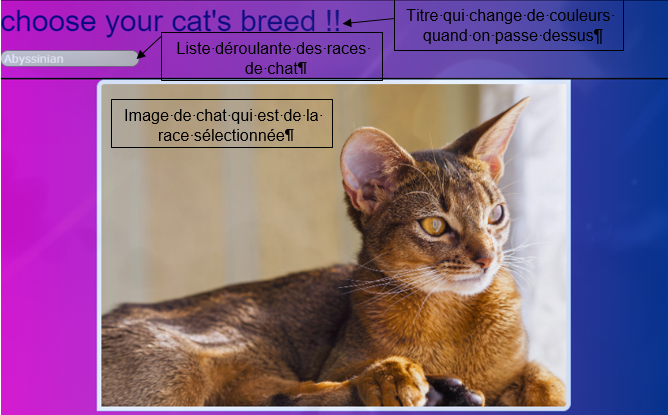 choose your cat's breed !!
Titre·qui·change·de·couleurs·
quand·on·passe·dessus¶
Abyssinian
Liste·déroulante·des·races·
de·chat¶
Image·de·chat·qui·est·de·la·
race·sélectionnée¶